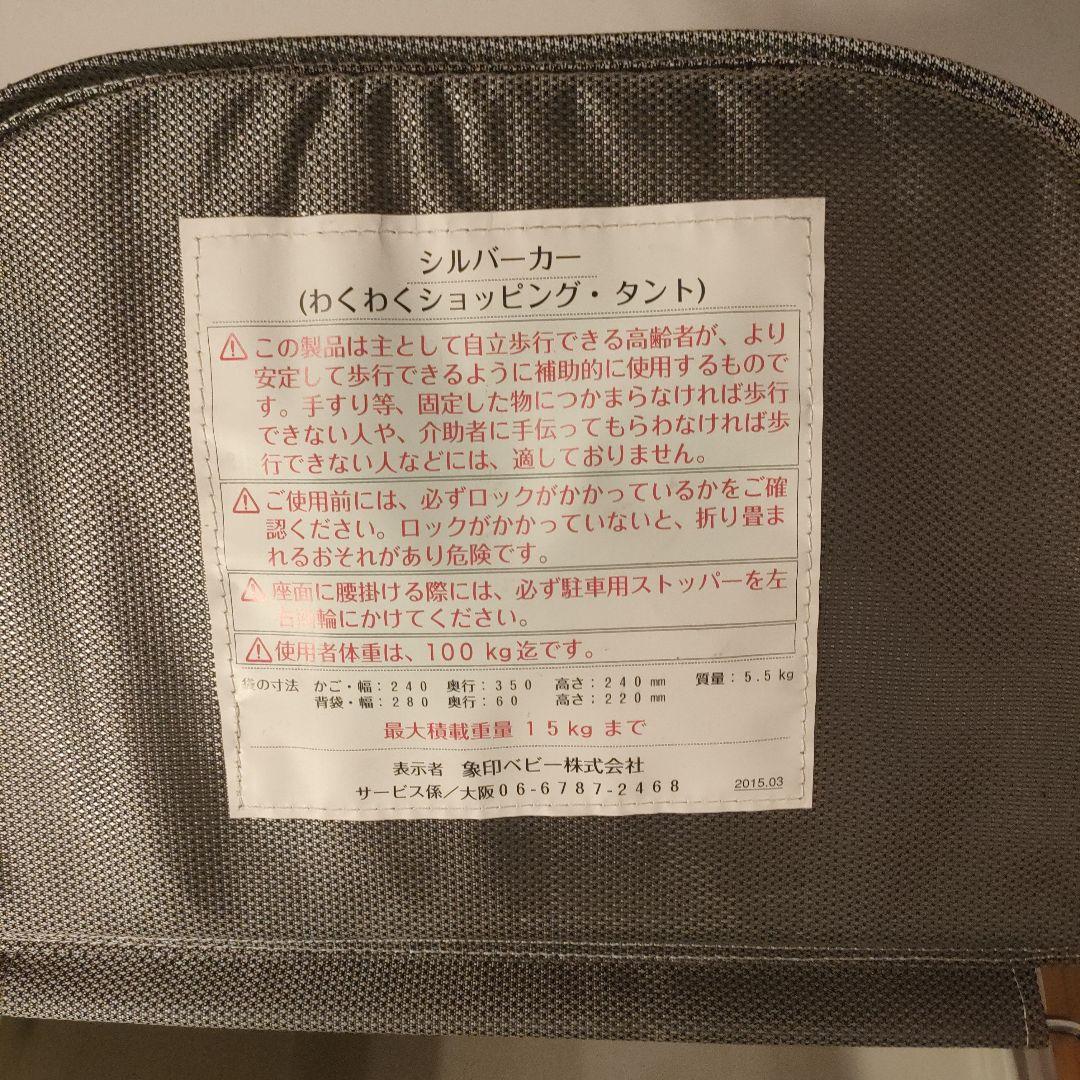 シルバーカー
(わくわくショッピング・タント)
この製品は主として自立歩行できる高齢者が、より
安定して歩行できるように補助的に使用するもので
す。手すり等、固定した物につかまらなければ歩行
できない人や、介助者に手伝ってもらわなければ歩
行できない人などには、適しておりません。
ご使用前には、必ずロックがかかっているかをご確
認ください。ロックがかかっていないと、折り畳ま
れるおそれがあり危険です。
座面に腰掛ける際には、必ず駐車用ストッパーを左
右両輪にかけてください。
使用者体重は、100 kg迄です。
袋の寸法 かご・幅：240 奥行：350 高さ：240 mm 質量：5.5 kg
背袋・幅：280 奥行：60 高さ：220 mm
最大積載重量 15 kg まで
表示者 象印ベビー株式会社
サービス係／大阪06-6787-2468
2015.03